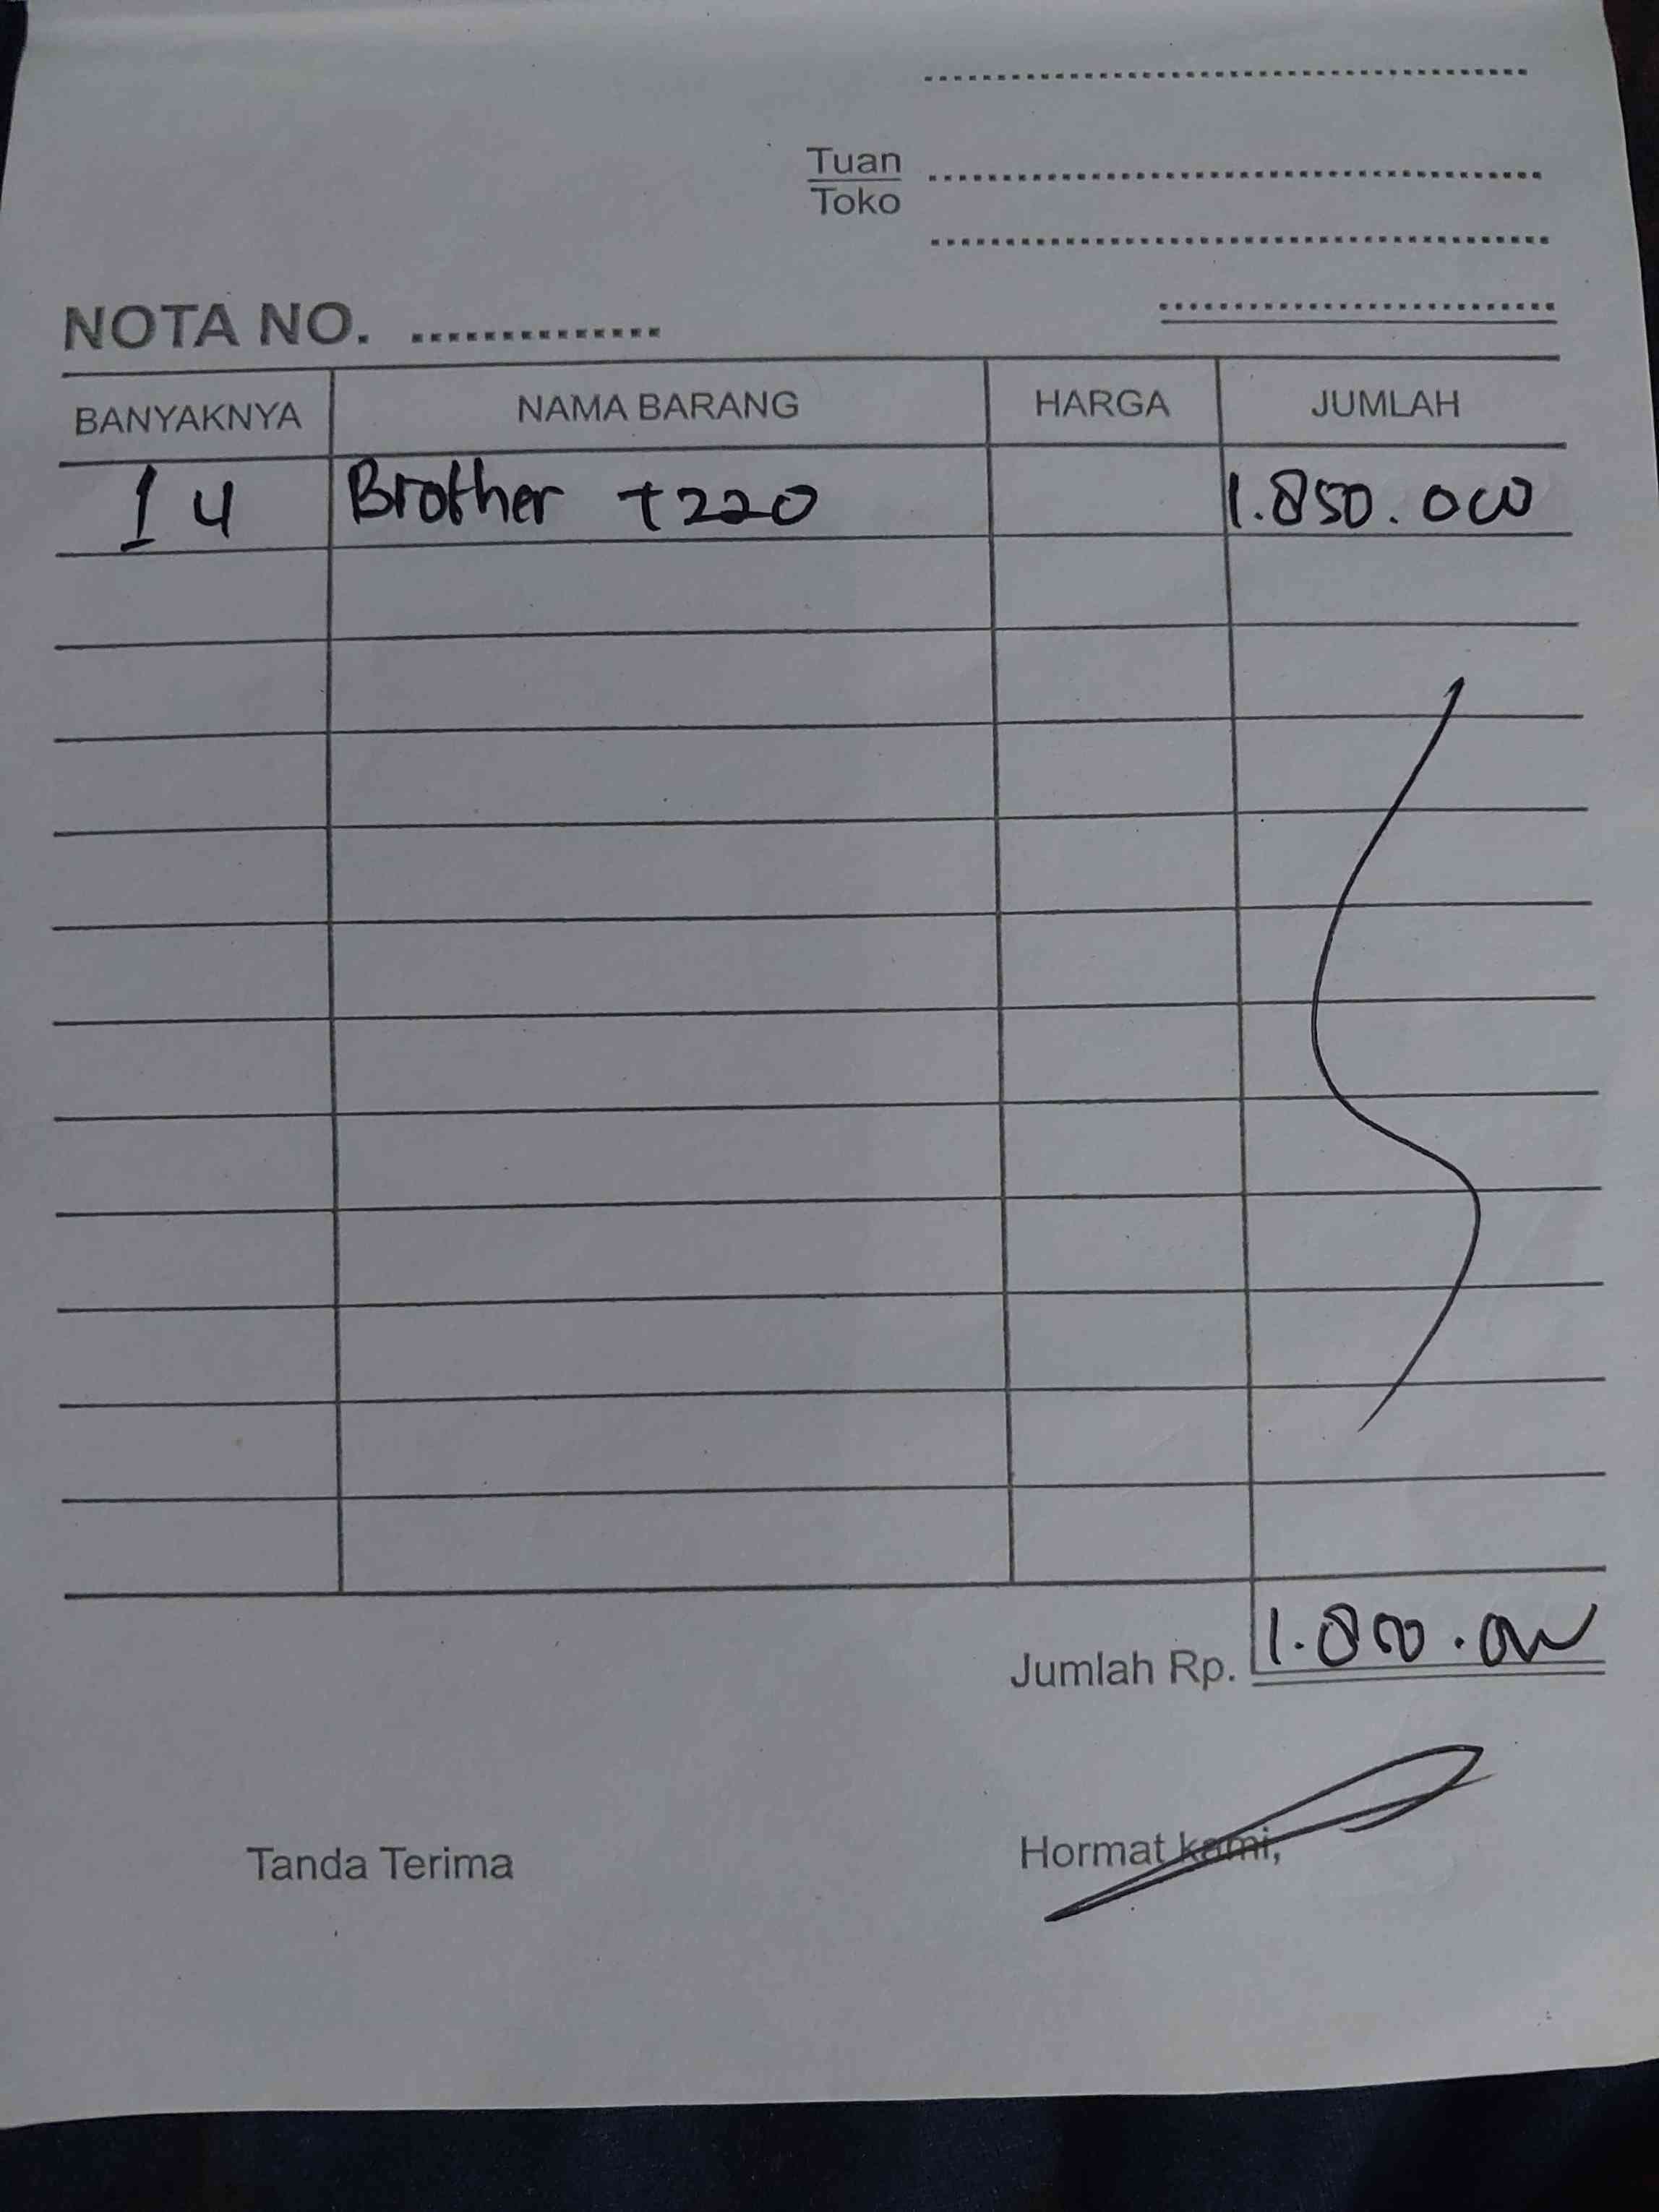 Tuan
Toko
NOTA NO. ..............
BANYAKNYA NAMA BARANG HARGA JUMLAH
1 u Brother t220 1.850.000
Jumlah Rp. 1.850.000
Tanda Terima Hormat kami,